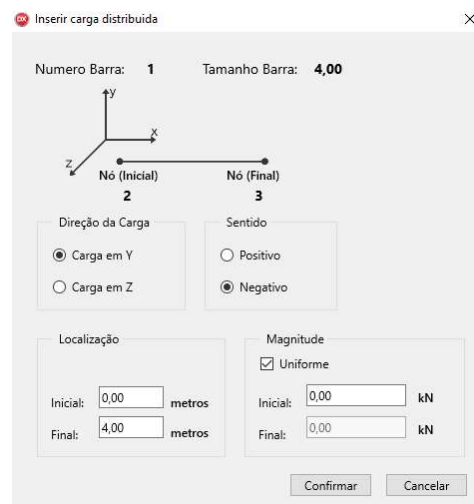 DX Inserir carga distribuida
Numero Barra: 1 Tamanho Barra: 4,00
y
x
z
Nó (Inicial) Nó (Final)
2 3
Direção da Carga
Carga em Y
Carga em Z
Sentido
Positivo
Negativo
Localização
Inicial: 0,00 metros
Final: 4,00 metros
Magnitude
Uniforme
Inicial: 0,00 kN
Final: 0,00 kN
Confirmar Cancelar